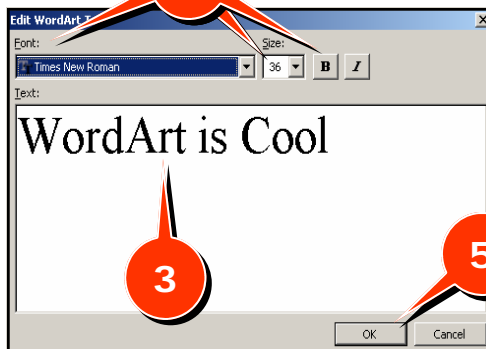 Edit WordArt T
Font:
Size:
Times New Roman
36
B
I
Text:
WordArt is Cool
3
5
OK
Cancel